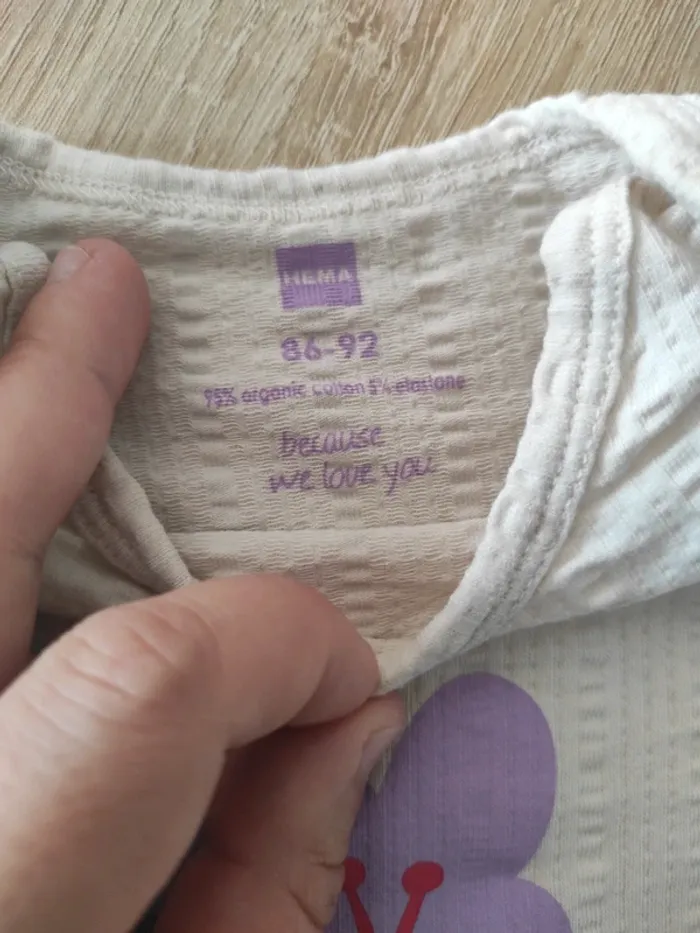 HEMA
86-92
95% organic cotton 5% elastane
because
we love you